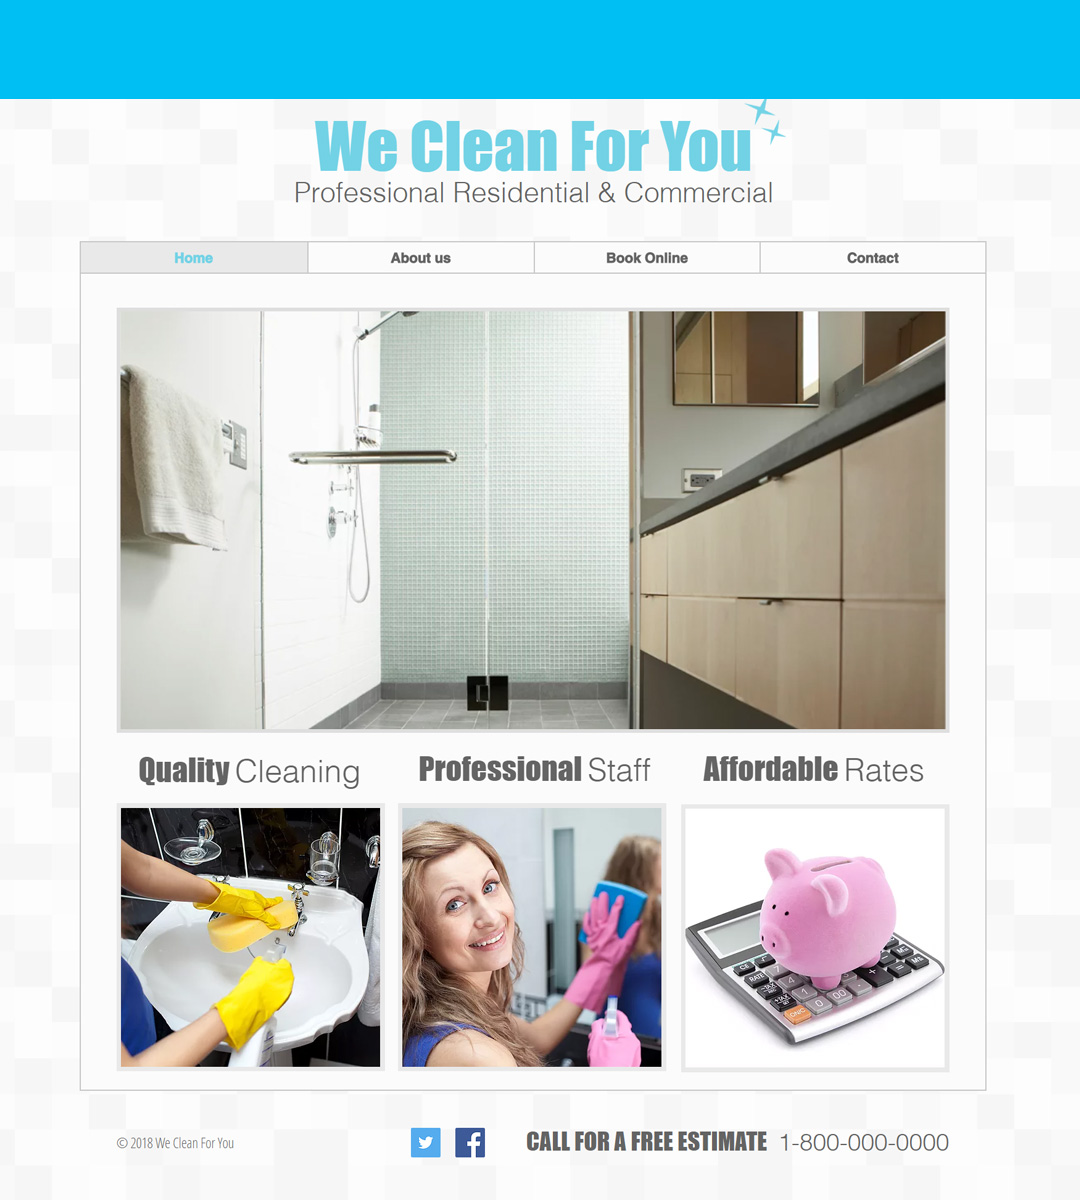 We Clean For You
Professional Residential & Commercial
Home
About us
Book Online
Contact
Quality Cleaning
Professional Staff
Affordable Rates
© 2018 We Clean For You
CALL FOR A FREE ESTIMATE 1-800-000-0000